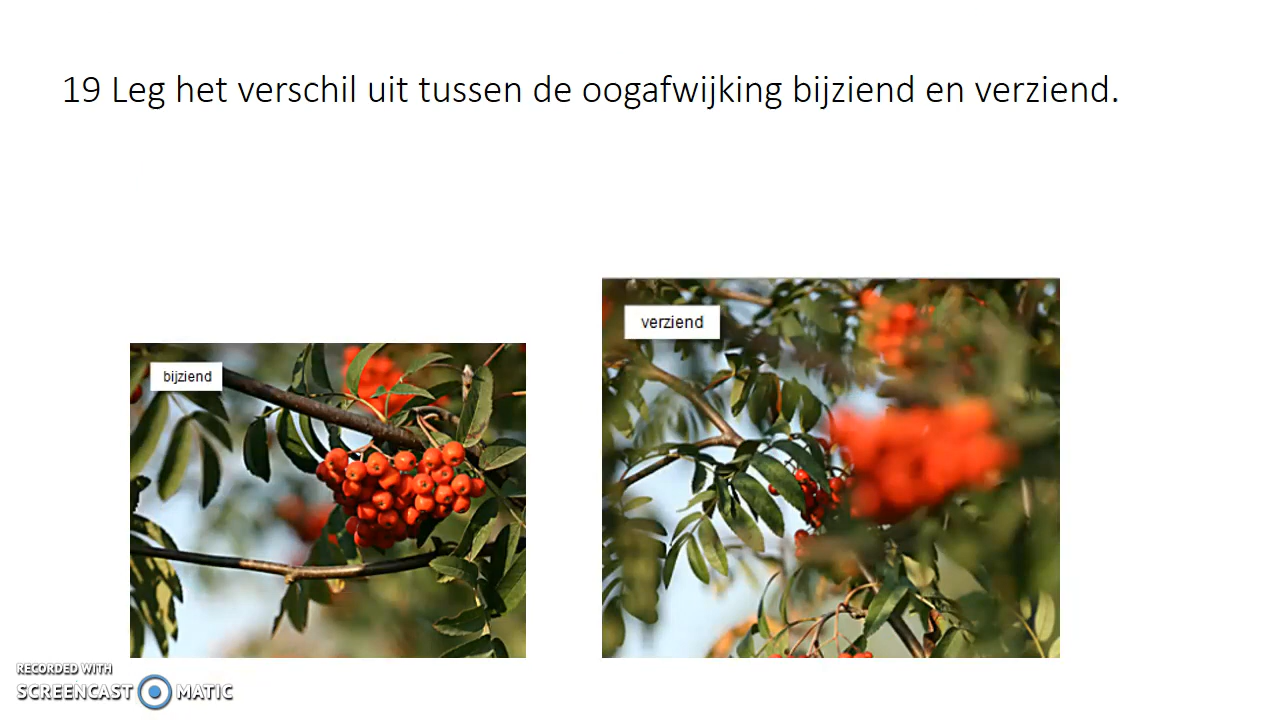 19 Leg het verschil uit tussen de oogafwijking bijziend en verziend.
verziend
bijziend
RECORDED WITH
SCREENCAST MATIC